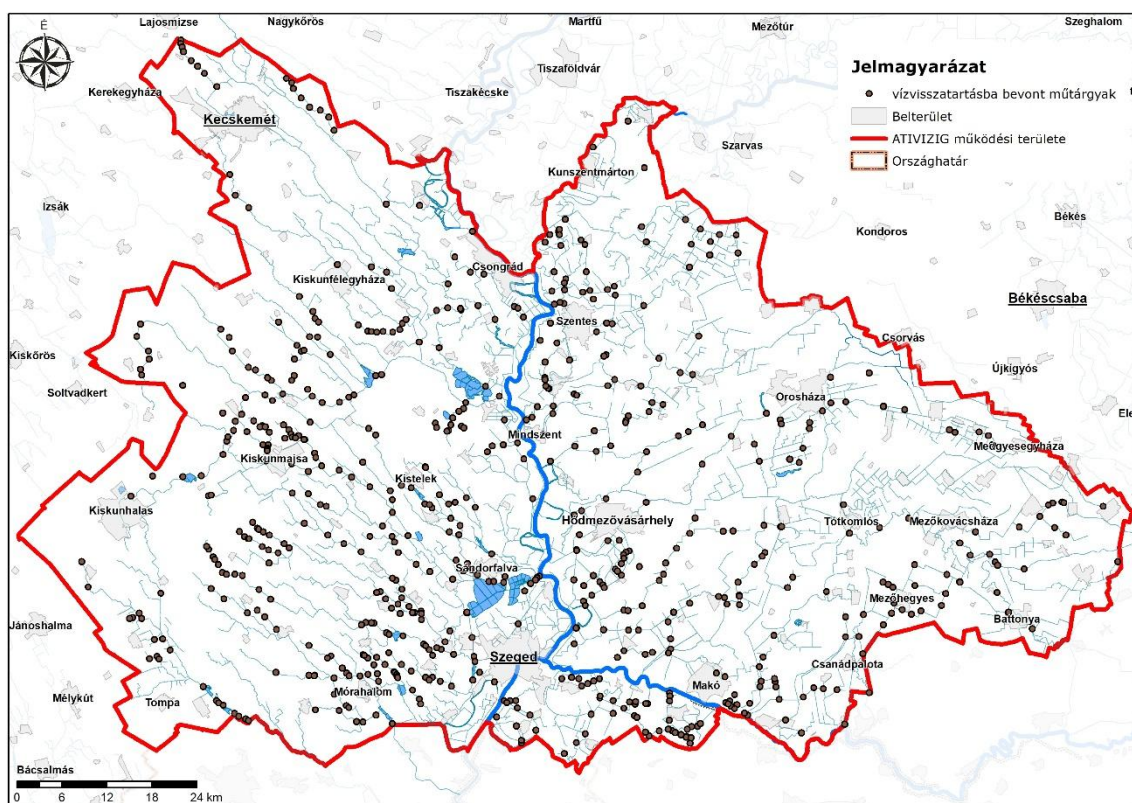 Lajosmizse
Nagykőrös
Martfű
Mezőtúr
Szeghalom
É
Tiszaföldvár
Jelmagyarázat
Kerekegyháza
Tiszakécske
vízvisszatartásba bevont műtárgyak
Kecskemét
Belterület
ATIVIZIG működési területe
Szarvas
Országhatár
Kunszentmárton
Izsák
Békés
Kondoros
Csongrád
Kiskunfélegyháza
Békéscsaba
Szentes
Csorvás
Kiskőrös
Újkígyós
Soltvadkert
Orosháza
Ele
Mindszent
Medgyesegyháza
Kiskunmajsa
Kistelek
Kiskunhalas
Hódmezővásárhely
Tótkomlós
Mezőkovácsháza
Sándorfalva
Mezőhegyes
Battonya
Jánoshalma
Szeged
Csanádpalota
Makó
Mórahalom
Mélykút
Tompa
Bácsalmás
0 6 12 18 24 km